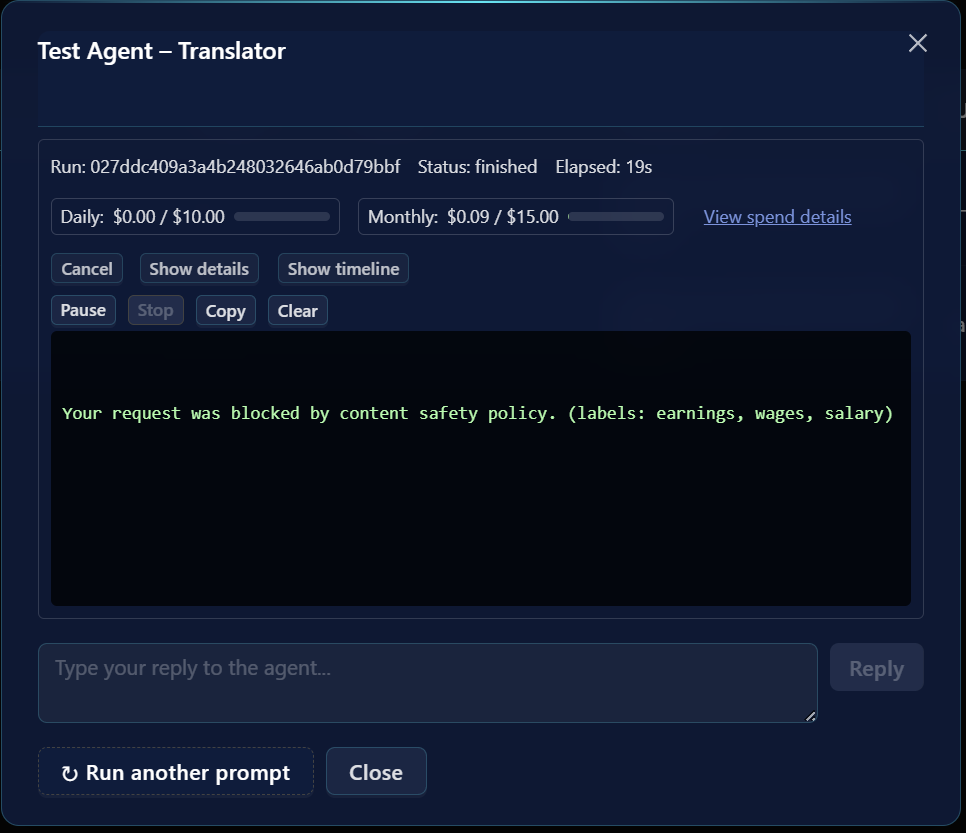 Test Agent – Translator
Run: 027ddc409a3a4b248032646ab0d79bbf Status: finished Elapsed: 19s
Daily: $0.00 / $10.00 Monthly: $0.09 / $15.00 View spend details
Cancel Show details Show timeline
Pause Stop Copy Clear
Your request was blocked by content safety policy. (labels: earnings, wages, salary)
Type your reply to the agent... Reply
↻ Run another prompt Close